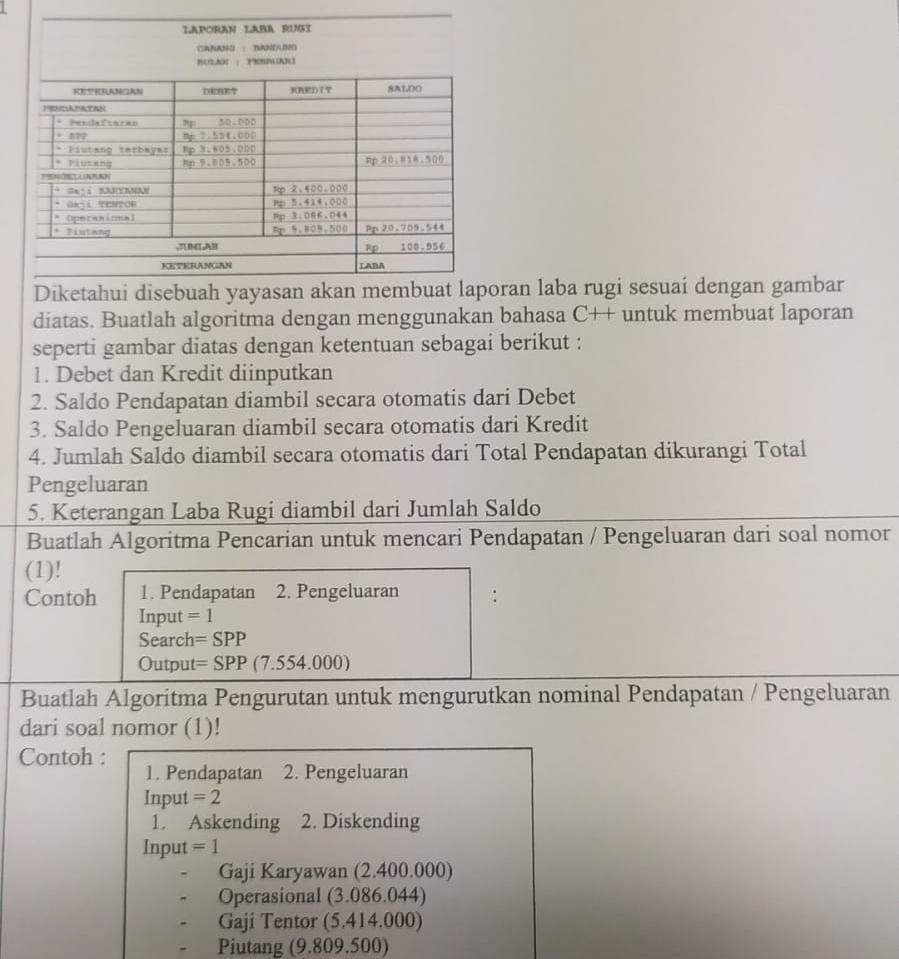 1
LAPORAN LABA RUGI
CABANG : BANDUNG
BULAN : FEBRUARI
KETERANGAN DEBET KREDIT SALDO
PENDAPATAN
* Pendaftaran Rp 50.000
* SPP Rp 7.554.000
* Piutang terbayar Rp 3.405.000
* Piutang Rp 9.809.500 Rp 20.818.500
PENGELUARAN
* Gaji KARYAWAN Rp 2.400.000
* Gaji TENTOR Rp 5.414.000
* Operasional Rp 3.086.044
* Piutang Rp 9.809.500 Rp 20.709.544
JUMLAH Rp 108.956
KETERANGAN LABA
Diketahui disebuah yayasan akan membuat laporan laba rugi sesuai dengan gambar
diatas. Buatlah algoritma dengan menggunakan bahasa C++ untuk membuat laporan
seperti gambar diatas dengan ketentuan sebagai berikut :
1. Debet dan Kredit diinputkan
2. Saldo Pendapatan diambil secara otomatis dari Debet
3. Saldo Pengeluaran diambil secara otomatis dari Kredit
4. Jumlah Saldo diambil secara otomatis dari Total Pendapatan dikurangi Total
Pengeluaran
5. Keterangan Laba Rugi diambil dari Jumlah Saldo
Buatlah Algoritma Pencarian untuk mencari Pendapatan / Pengeluaran dari soal nomor
(1)!
Contoh :
1. Pendapatan 2. Pengeluaran
Input = 1
Search= SPP
Output= SPP (7.554.000)
Buatlah Algoritma Pengurutan untuk mengurutkan nominal Pendapatan / Pengeluaran
dari soal nomor (1)!
Contoh :
1. Pendapatan 2. Pengeluaran
Input = 2
1. Askending 2. Diskending
Input = 1
- Gaji Karyawan (2.400.000)
- Operasional (3.086.044)
- Gaji Tentor (5.414.000)
- Piutang (9.809.500)